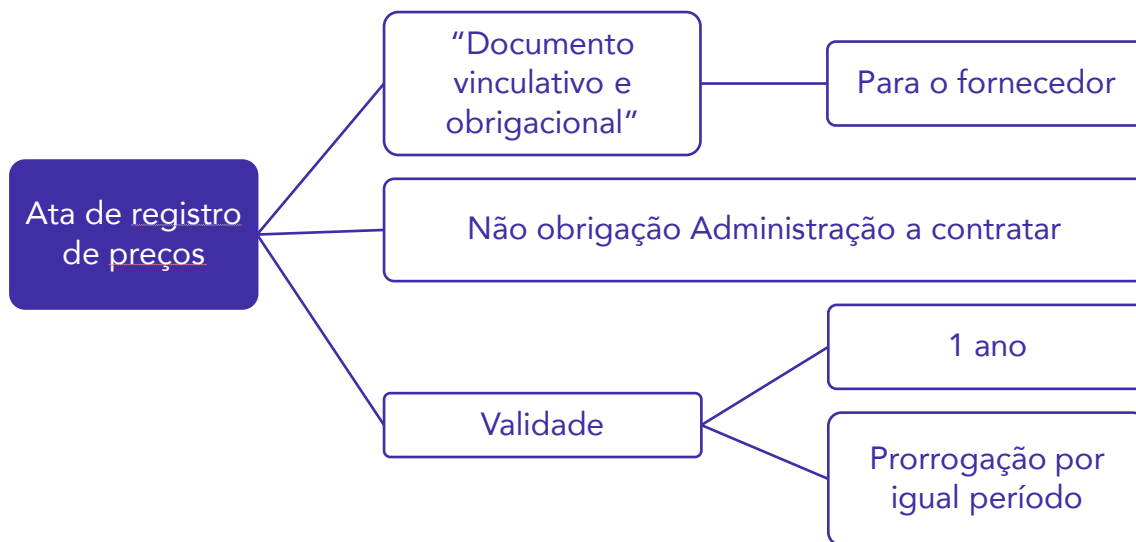 “Documento
vinculativo e
obrigacional”
Para o fornecedor
Ata de registro
de preços
Não obrigação Administração a contratar
1 ano
Validade
Prorrogação por
igual período